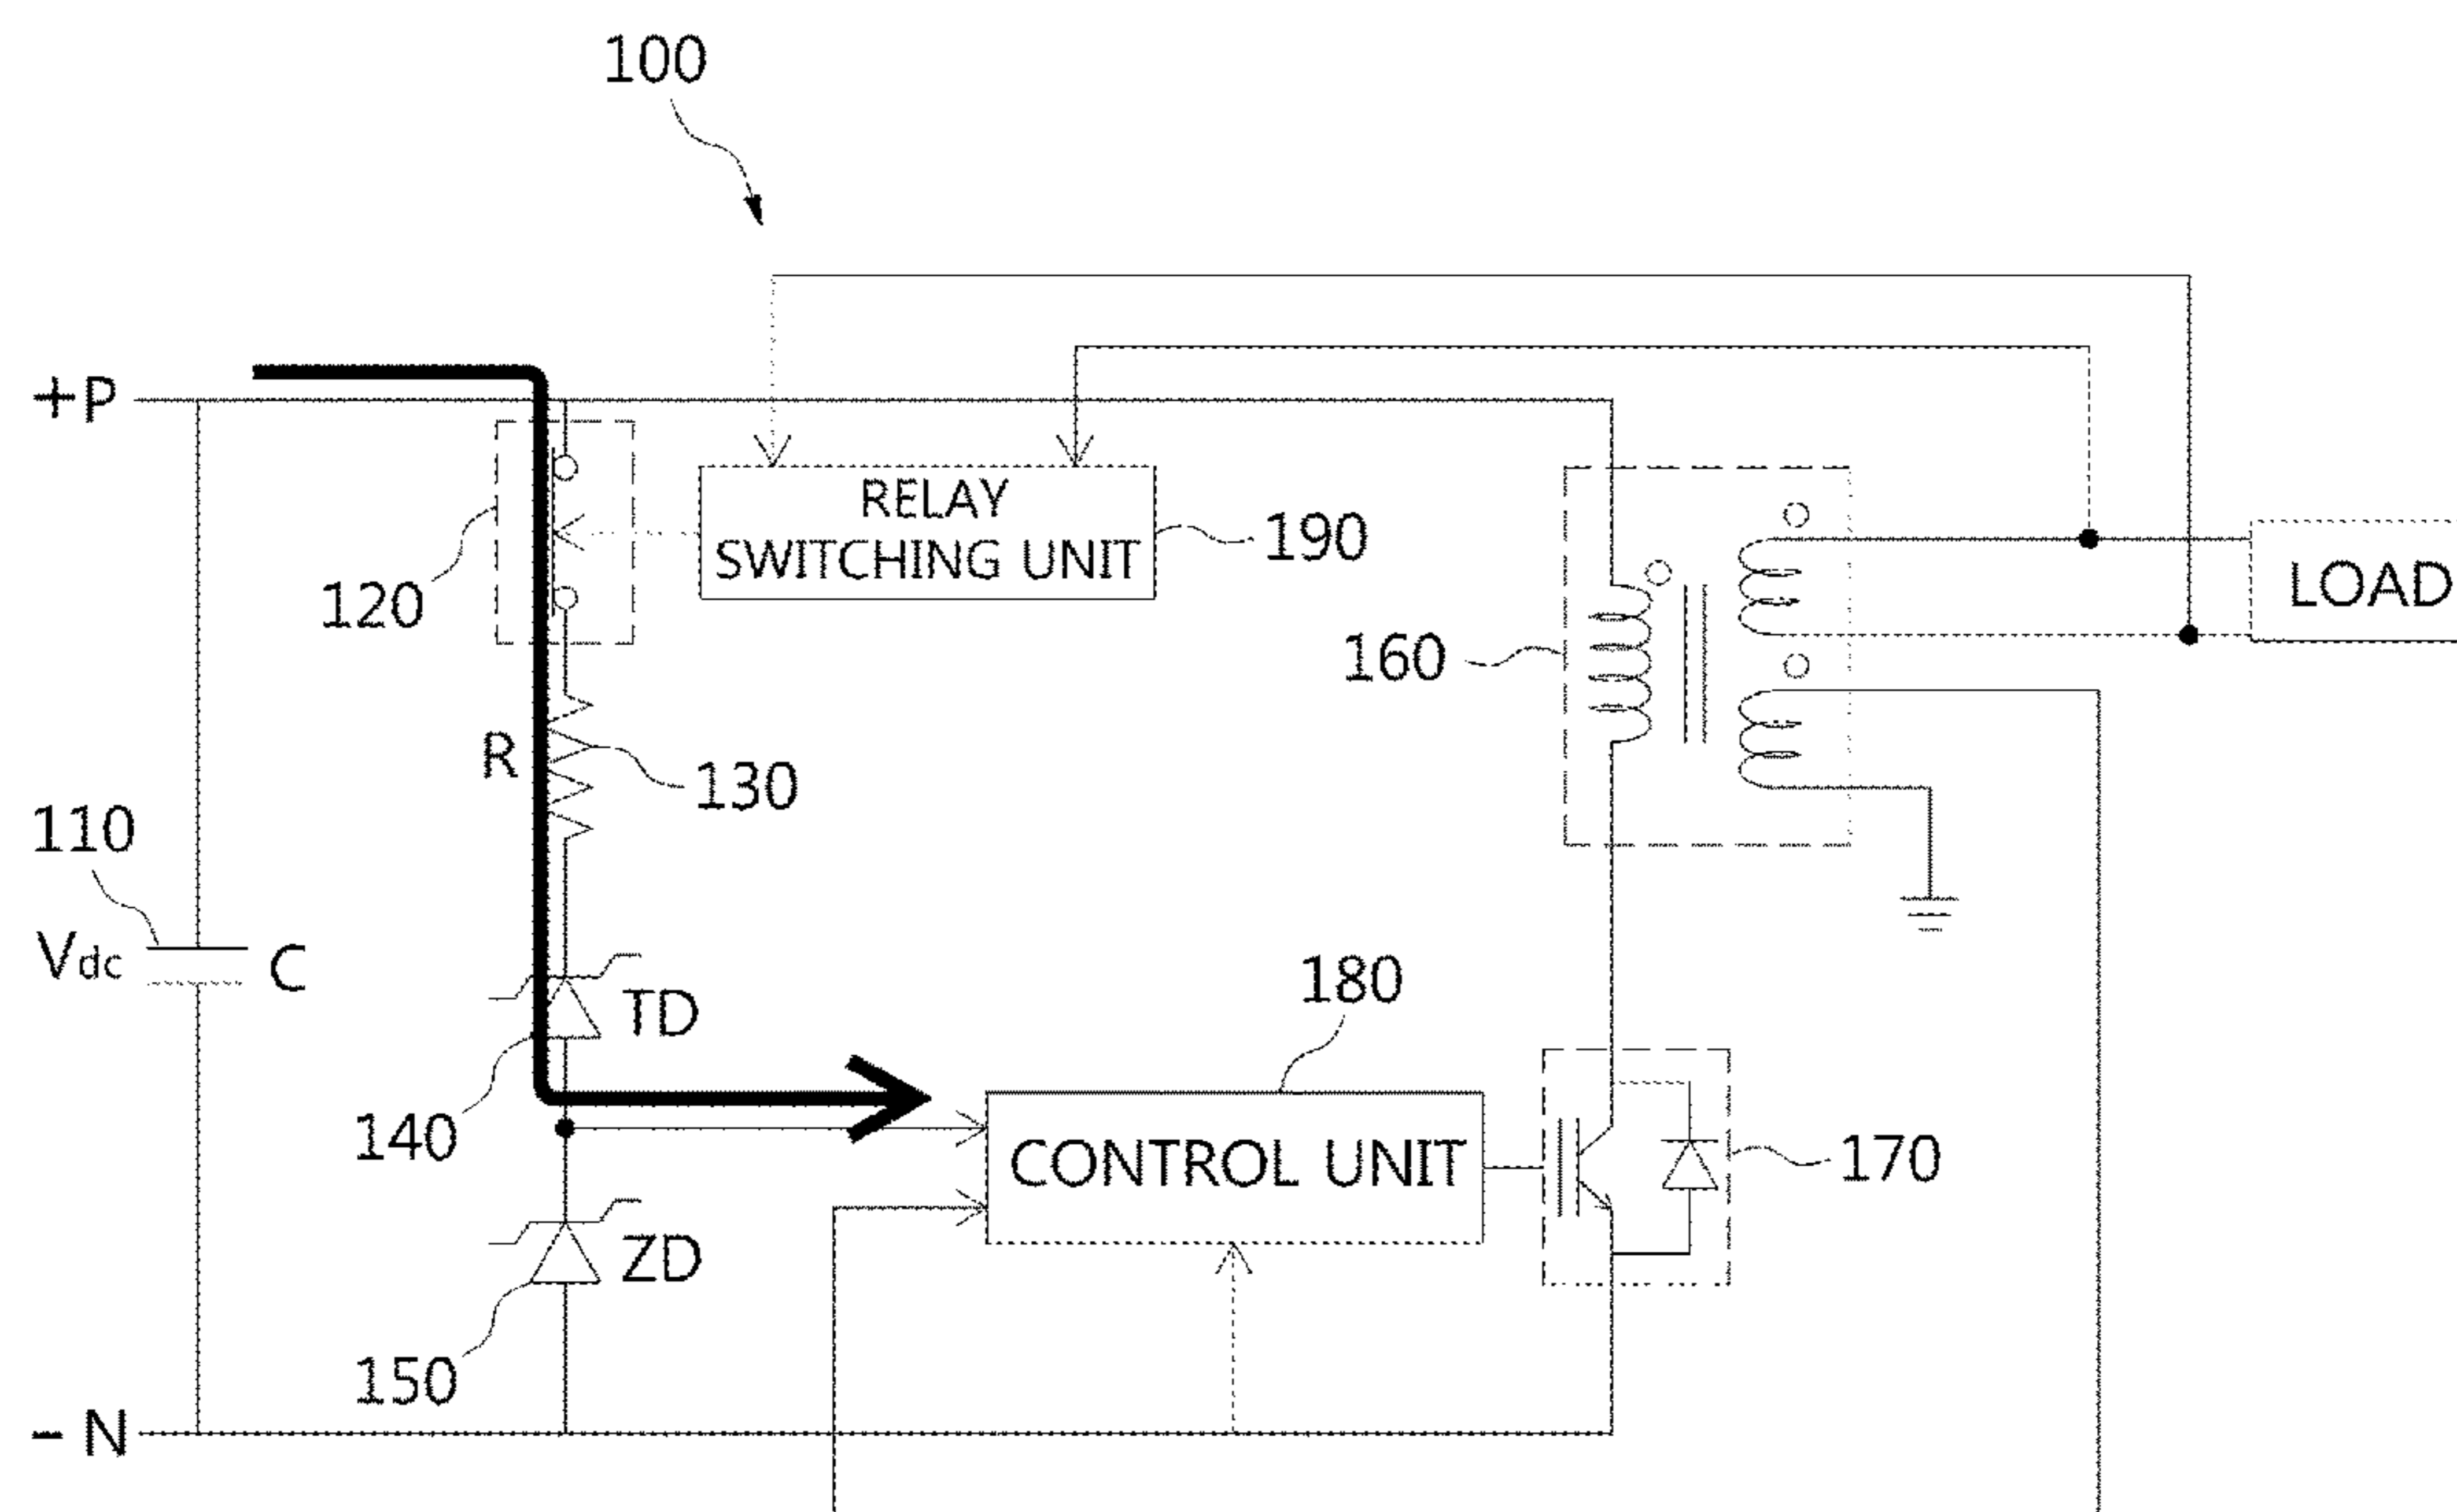 100
+P
RELAY
SWITCHING UNIT
190
120
LOAD
160
R
130
110
Vdc
C
180
TD
140
CONTROL UNIT
170
ZD
150
- N